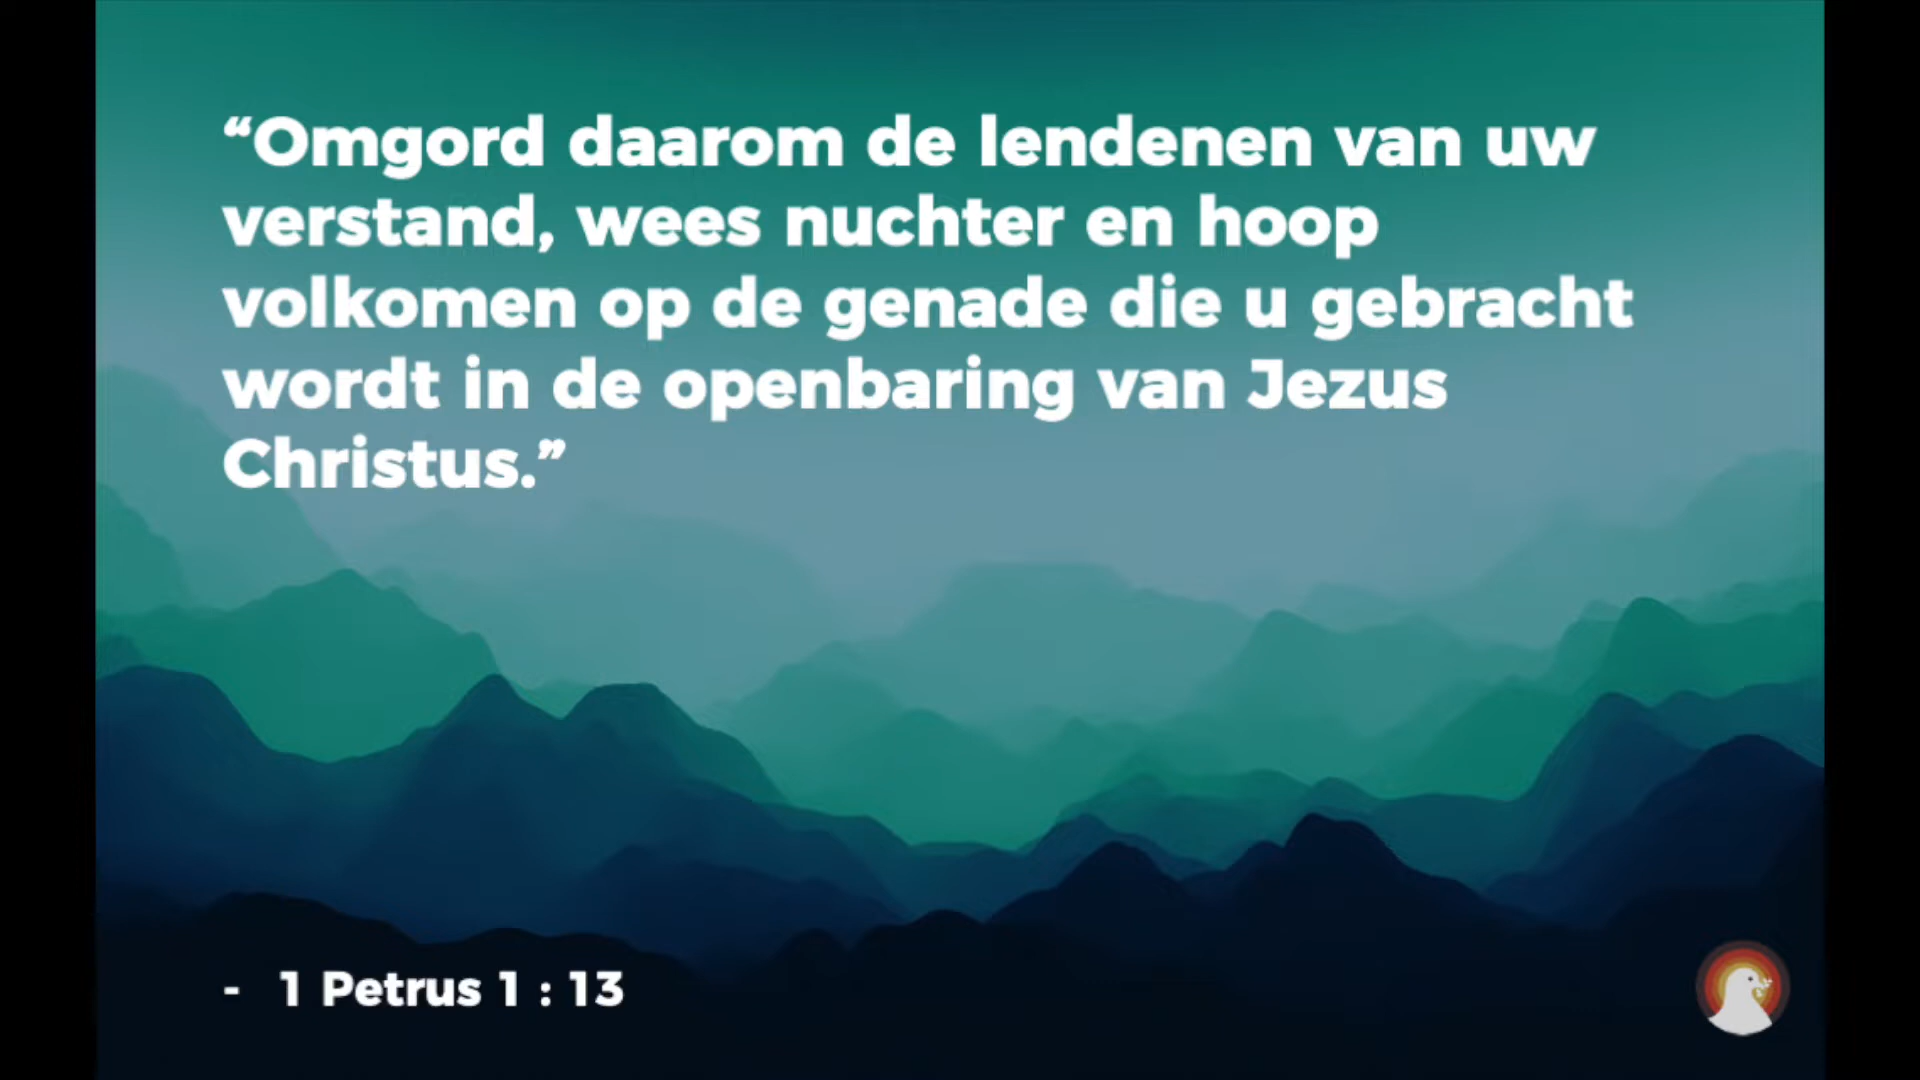 “Omgord daarom de lendenen van uw
verstand, wees nuchter en hoop
volkomen op de genade die u gebracht
wordt in de openbaring van Jezus
Christus.”
- 1 Petrus 1 : 13